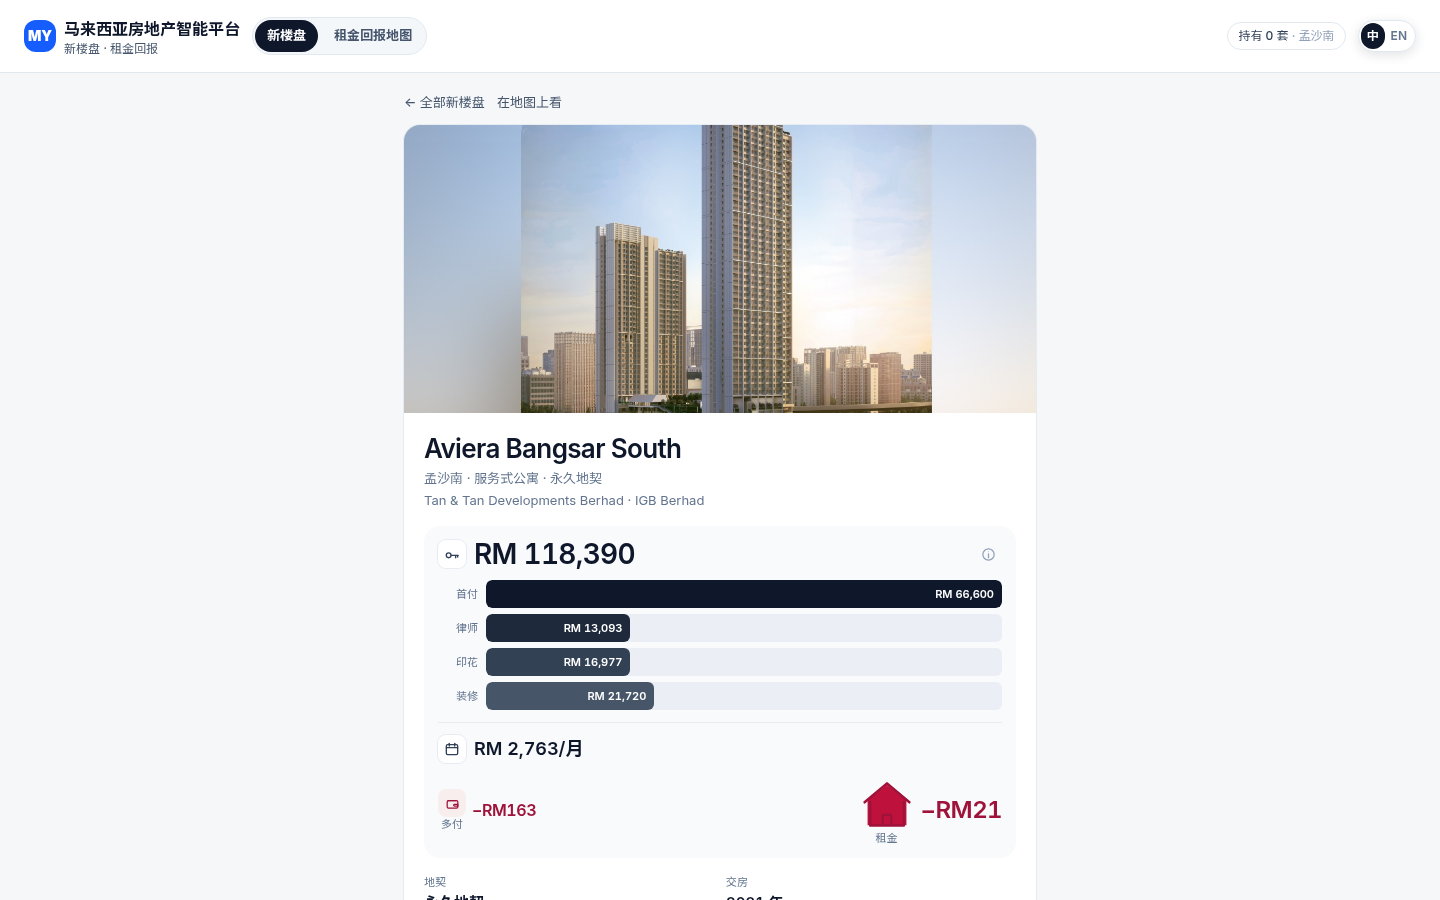 MY
马来西亚房地产智能平台
新楼盘 · 租金回报
新楼盘
租金回报地图
持有 0 套 · 孟沙南
中
EN
← 全部新楼盘
在地图上看
Aviera Bangsar South
孟沙南 · 服务式公寓 · 永久地契
Tan & Tan Developments Berhad · IGB Berhad
RM 118,390
首付
RM 66,600
律师
RM 13,093
印花
RM 16,977
装修
RM 21,720
RM 2,763/月
–RM163
多付
–RM21
租金
地契
交房
永久地契